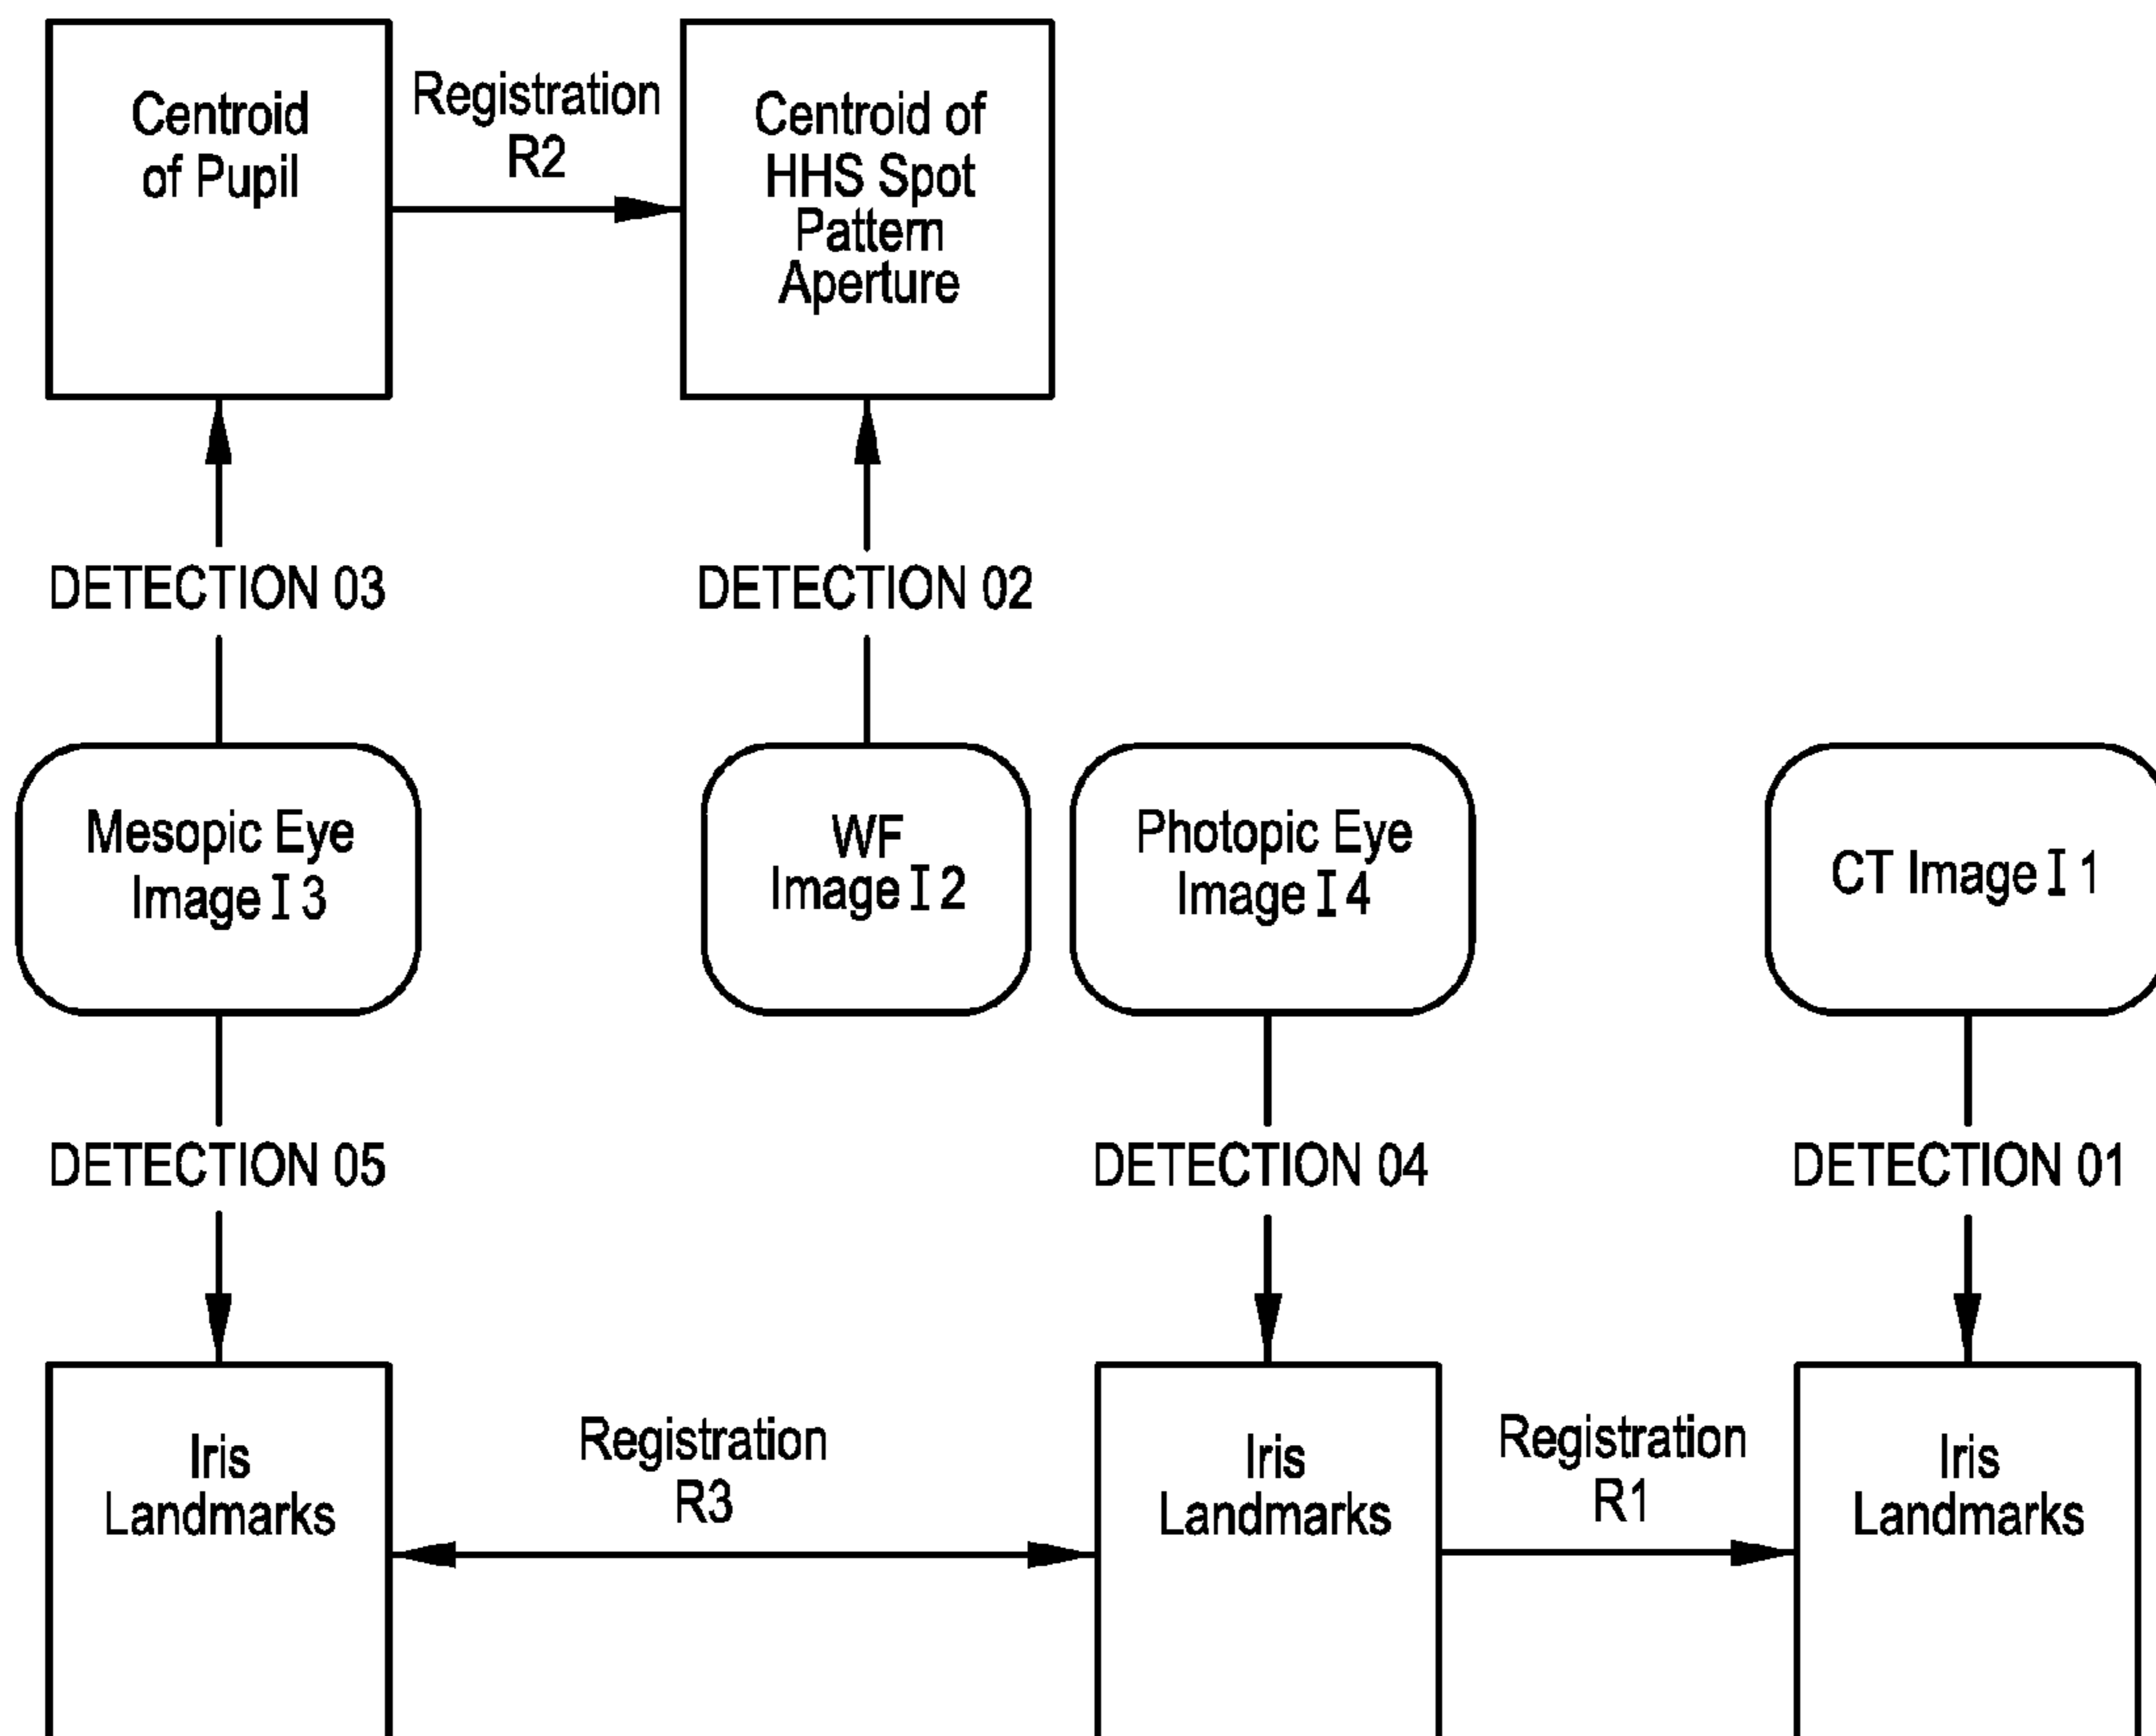 Centroid
of Pupil
Registration
R2
Centroid of
HHS Spot
Pattern
Aperture
DETECTION 03
DETECTION 02
Mesopic Eye
Image I 3
WF
Image I 2
Photopic Eye
Image I 4
CT Image I 1
DETECTION 05
DETECTION 04
DETECTION 01
Iris
Landmarks
Registration
R3
Iris
Landmarks
Registration
R1
Iris
Landmarks